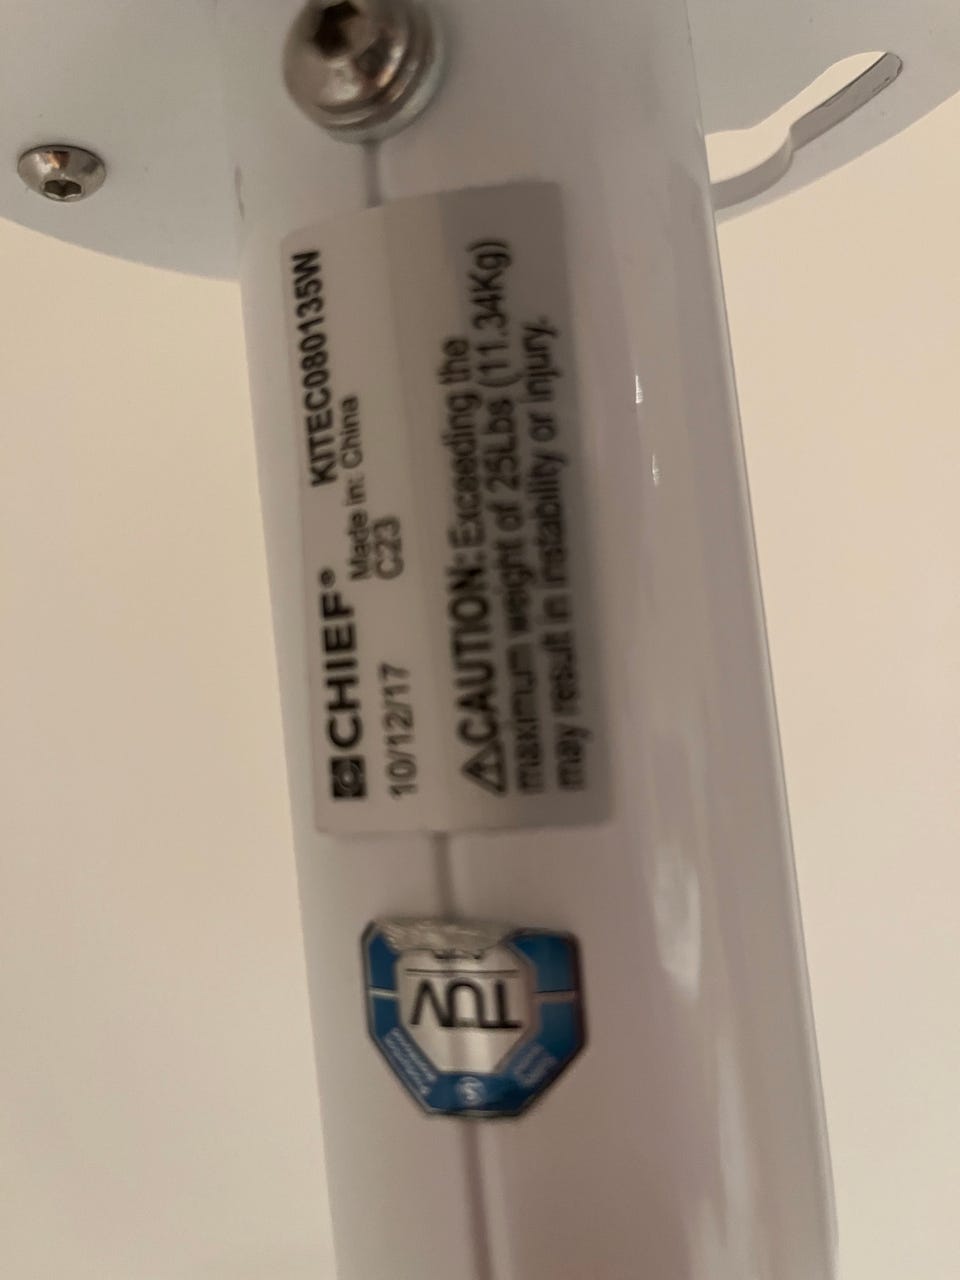 CHIEF® KITEC080135W
Made in: China
10/12/17 C23
⚠CAUTION: Exceeding the
maximum weight of 25Lbs (11.34Kg)
may result in instability or injury.